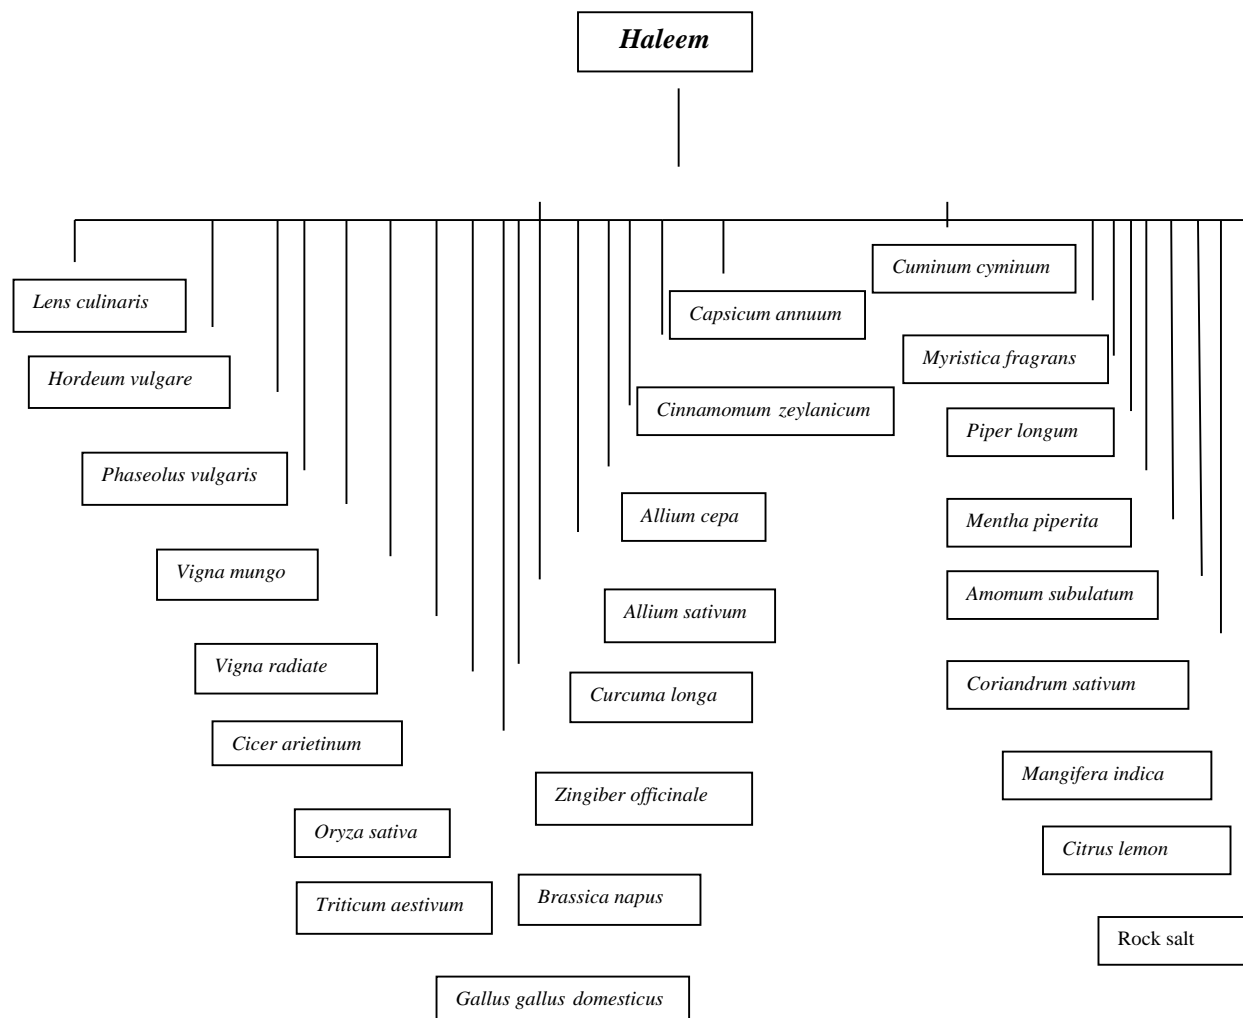 Haleem
Lens culinaris
Hordeum vulgare
Phaseolus vulgaris
Vigna mungo
Vigna radiate
Cicer arietinum
Oryza sativa
Triticum aestivum
Gallus gallus domesticus
Capsicum annuum
Cinnamomum zeylanicum
Allium cepa
Allium sativum
Curcuma longa
Zingiber officinale
Brassica napus
Cuminum cyminum
Myristica fragrans
Piper longum
Mentha piperita
Amomum subulatum
Coriandrum sativum
Mangifera indica
Citrus lemon
Rock salt